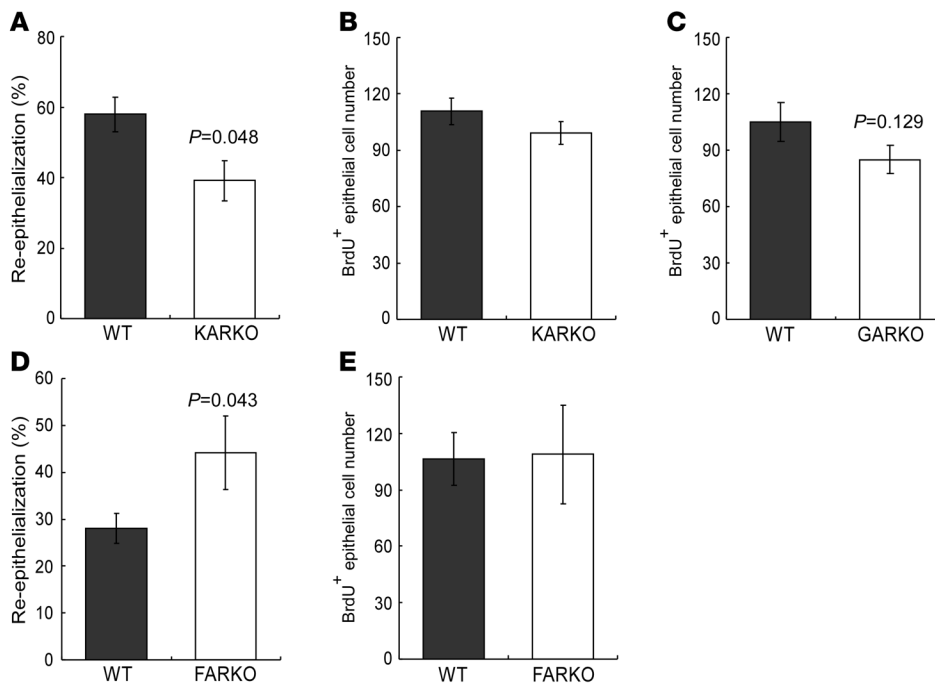 A
Re-epithelialization (%)
80
60
40
20
0
P=0.048
WT
KARKO
B
BrdU+ epithelial cell number
150
120
90
60
30
0
WT
KARKO
C
BrdU+ epithelial cell number
150
120
90
60
30
0
P=0.129
WT
GARKO
D
Re-epithelialization (%)
60
50
40
30
20
10
0
P=0.043
WT
FARKO
E
BrdU+ epithelial cell number
150
120
90
60
30
0
WT
FARKO